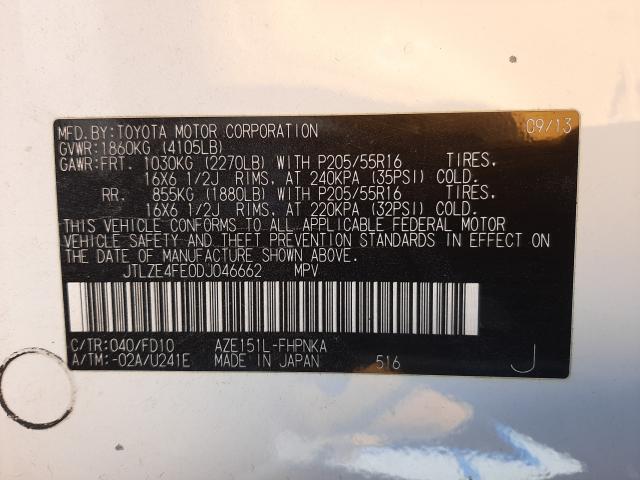 MFD.BY:TOYOTA MOTOR CORPORATION 09/13
GVWR:1860KG (4105LB)
GAWR:FRT. 1030KG (2270LB) WITH P205/55R16 TIRES.
16X6 1/2J RIMS. AT 240KPA (35PSI) COLD.
RR. 855KG (1880LB) WITH P205/55R16 TIRES.
16X6 1/2J RIMS. AT 220KPA (32PSI) COLD.
THIS VEHICLE CONFORMS TO ALL APPLICABLE FEDERAL MOTOR
VEHICLE SAFETY AND THEFT PREVENTION STANDARDS IN EFFECT ON
THE DATE OF MANUFACTURE SHOWN ABOVE.
JTLZE4FE0DJ046662 MPV
C/TR:040/FD10 AZE151L-FHPNKA
A/TM:-02A/U241E MADE IN JAPAN 516 J